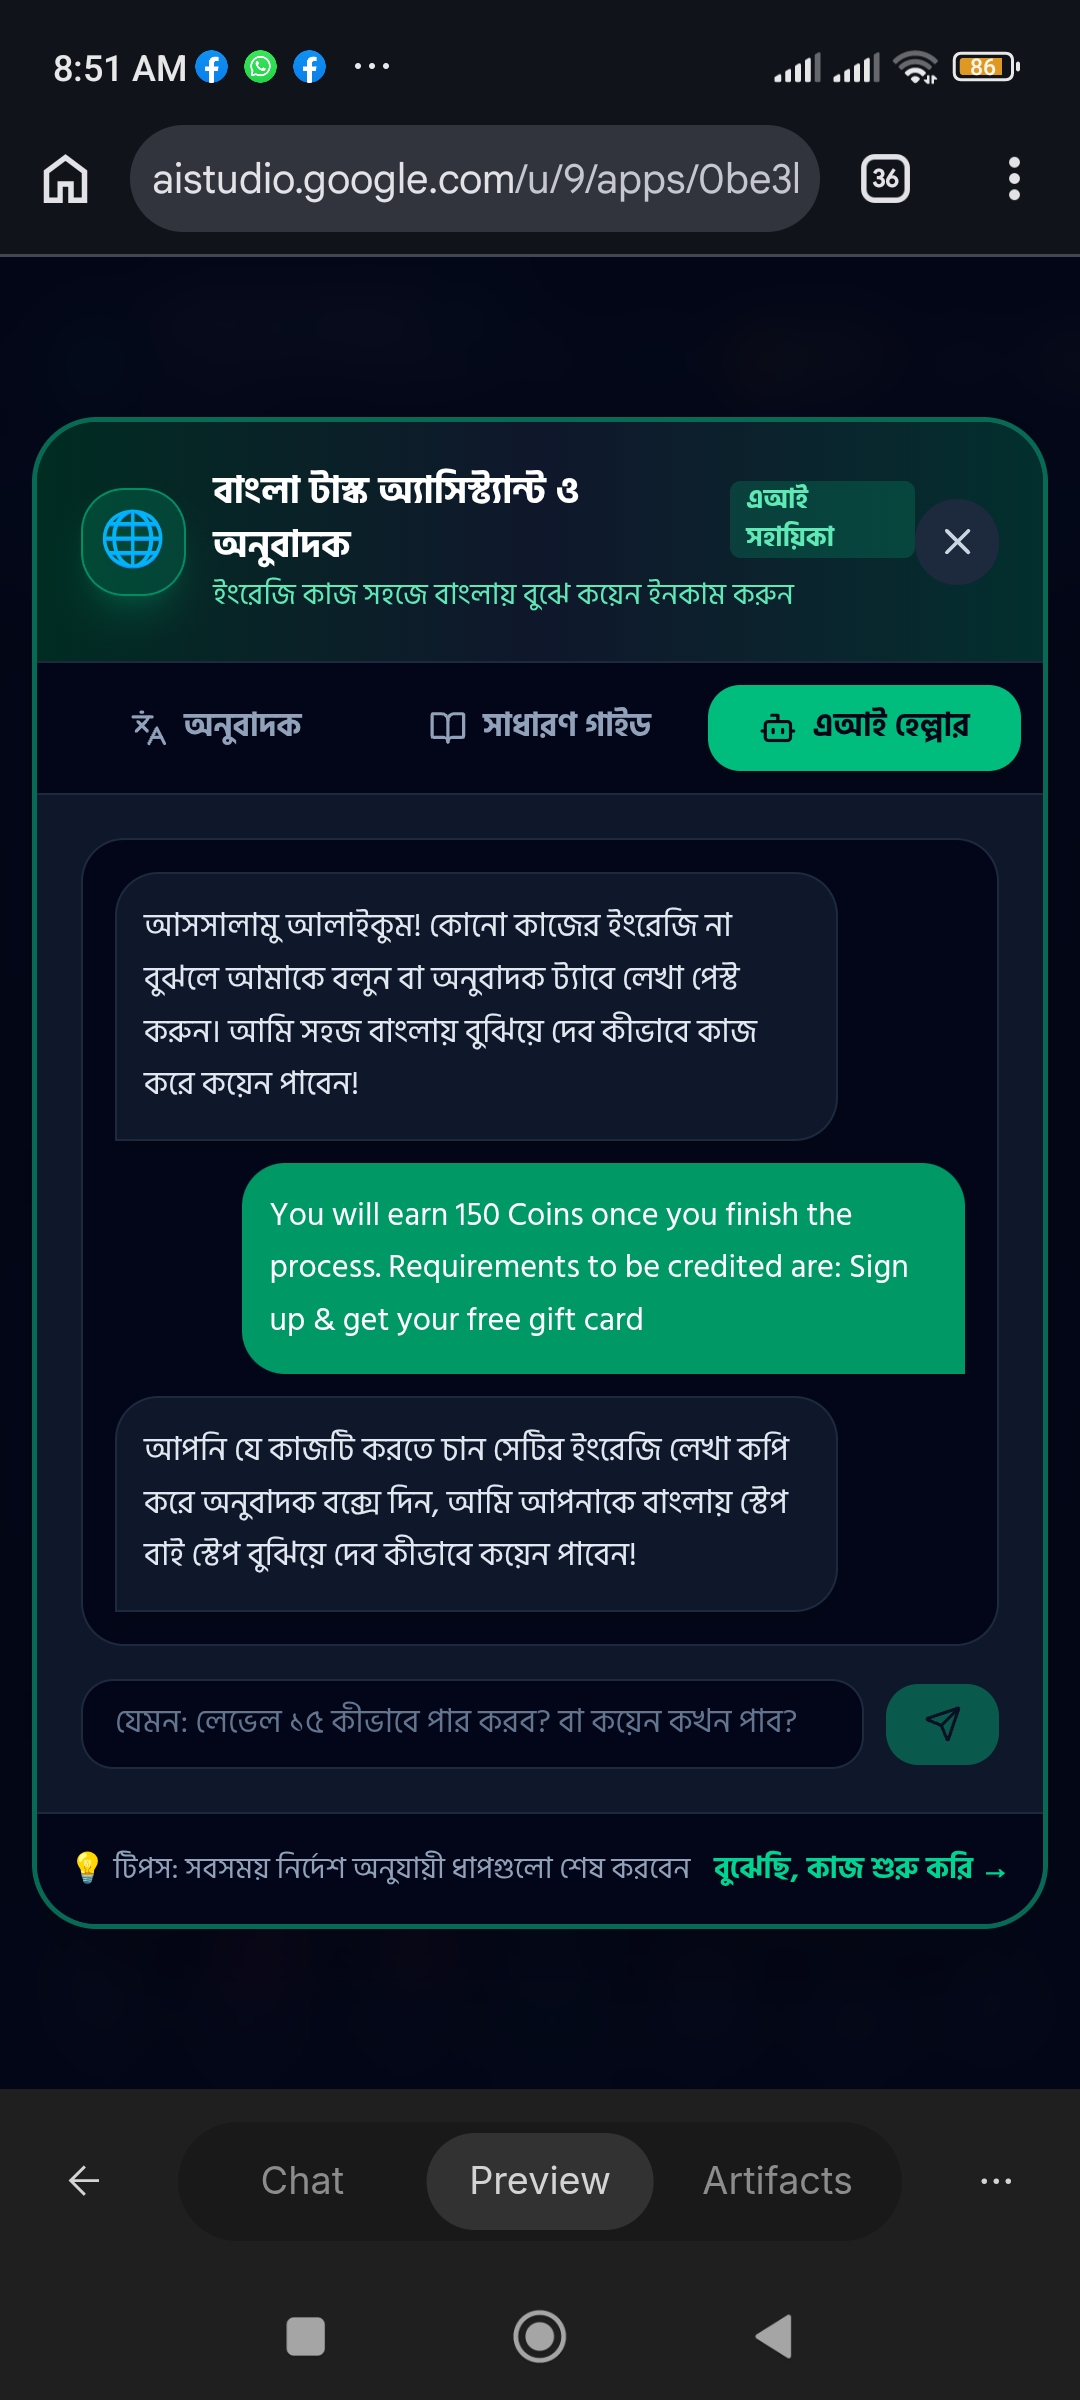 8:51 AM
86
aistudio.google.com/u/9/apps/0be3l
36
বাংলা টাস্ক অ্যাসিস্ট্যান্ট ও
অনুবাদক
এআই
সহায়িকা
ইংরেজি কাজ সহজে বাংলায় বুঝে কয়েন ইনকাম করুন
অনুবাদক
সাধারণ গাইড
এআই হেল্পার
আসসালামু আলাইকুম! কোনো কাজের ইংরেজি না
বুঝলে আমাকে বলুন বা অনুবাদক ট্যাবে লেখা পেস্ট
করুন। আমি সহজ বাংলায় বুঝিয়ে দেব কীভাবে কাজ
করে কয়েন পাবেন!
You will earn 150 Coins once you finish the
process. Requirements to be credited are: Sign
up & get your free gift card
আপনি যে কাজটি করতে চান সেটির ইংরেজি লেখা কপি
করে অনুবাদক বক্সে দিন, আমি আপনাকে বাংলায় স্টেপ
বাই স্টেপ বুঝিয়ে দেব কীভাবে কয়েন পাবেন!
যেমন: লেভেল ১৫ কীভাবে পার করব? বা কয়েন কখন পাব?
💡 টিপস: সবসময় নির্দেশ অনুযায়ী ধাপগুলো শেষ করবেন
বুঝেছি, কাজ শুরু করি →
Chat
Preview
Artifacts